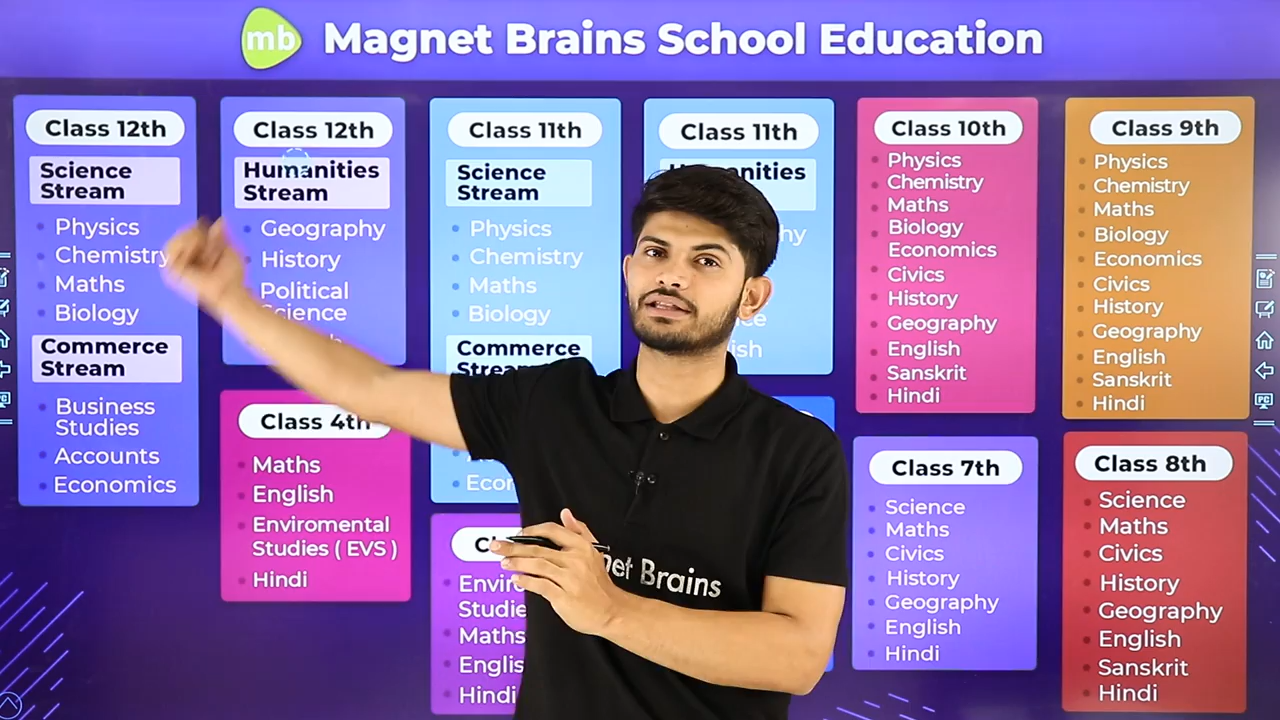 mb Magnet Brains School Education
Class 12th
Science
Stream
Physics
Chemistry
Maths
Biology
Commerce
Stream
Business
Studies
Accounts
Economics
Class 12th
Humanities
Stream
Geography
History
Political
Science
Class 4th
Maths
English
Enviromental
Studies ( EVS )
Hindi
Class 11th
Science
Stream
Physics
Chemistry
Maths
Biology
Commerce
Stream
Maths
Hindi
Class 11th
Class 10th
Physics
Chemistry
Maths
Biology
Economics
Civics
History
Geography
English
Sanskrit
Hindi
Class 7th
Science
Maths
Civics
History
Geography
English
Hindi
Class 9th
Physics
Chemistry
Maths
Biology
Economics
Civics
History
Geography
English
Sanskrit
Hindi
Class 8th
Science
Maths
Civics
History
Geography
English
Sanskrit
Hindi
PC
Brains